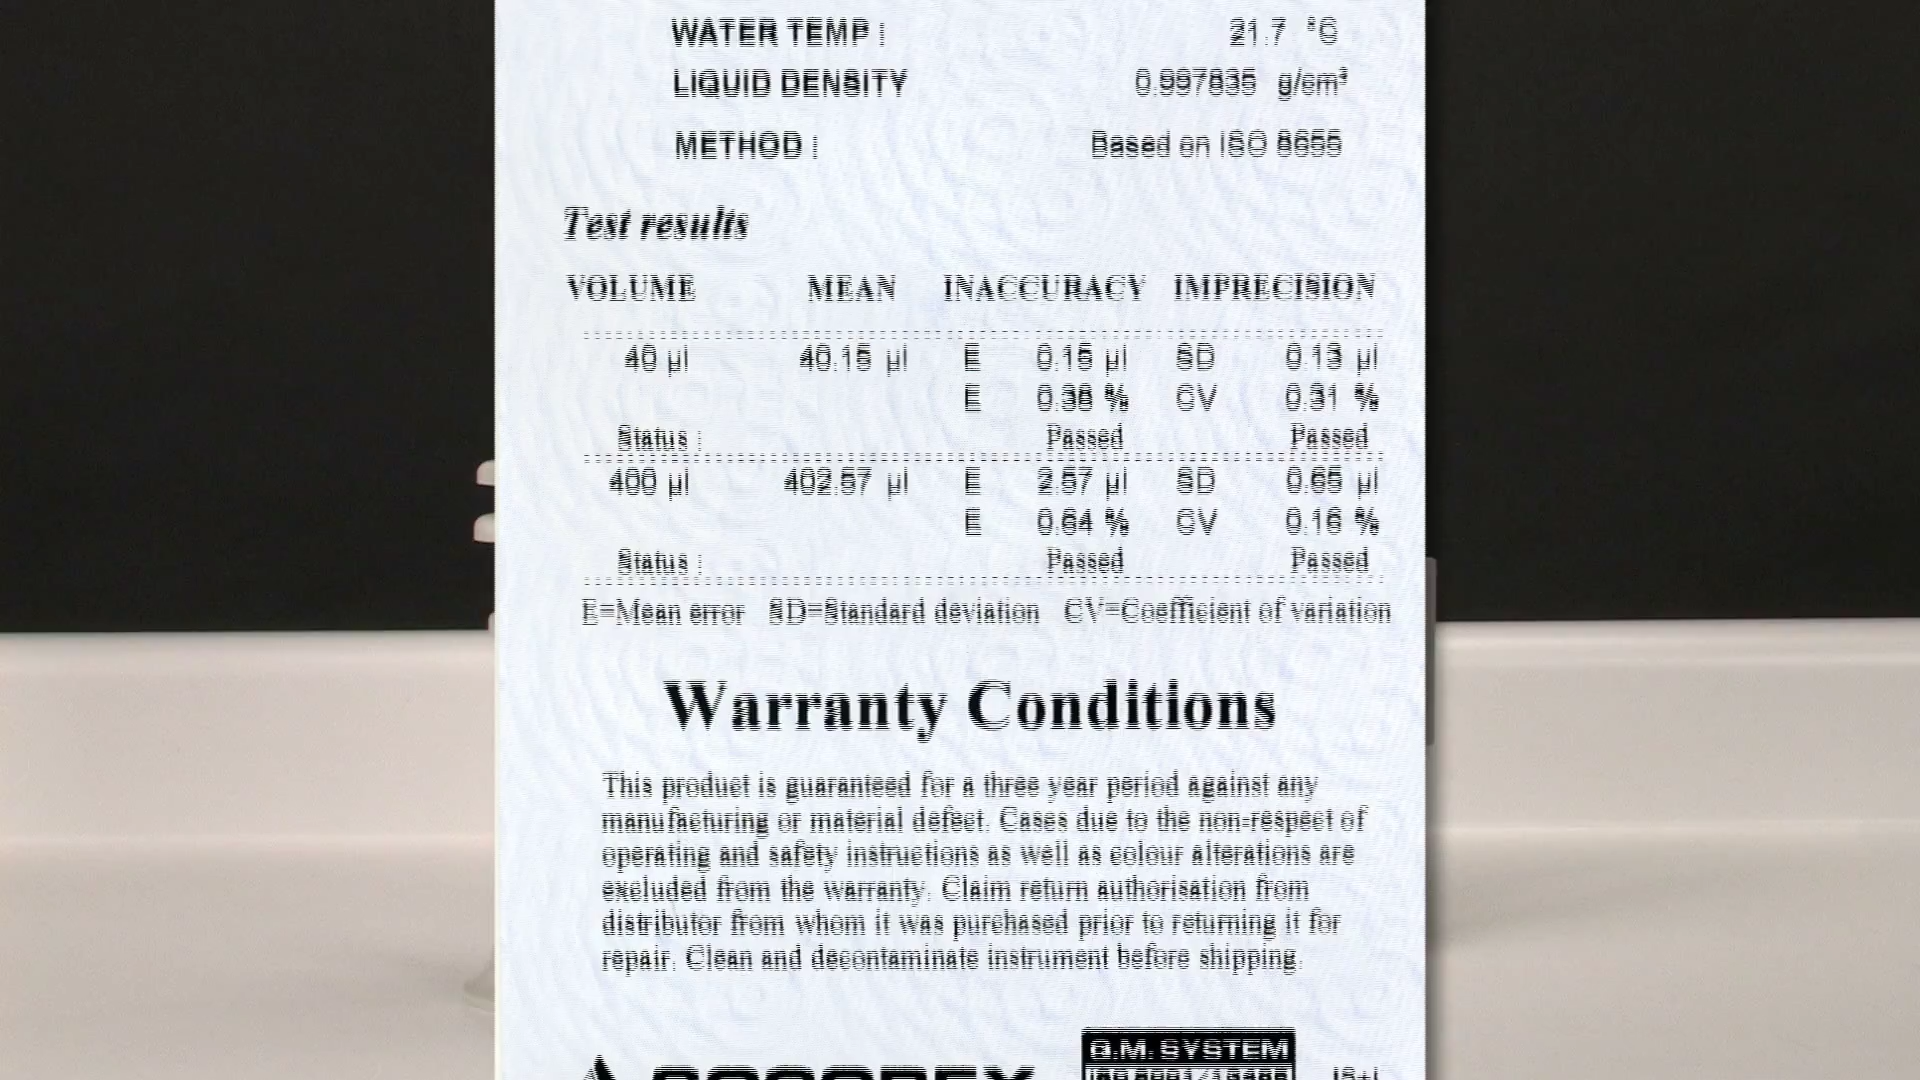 WATER TEMP : 21.7 °C
LIQUID DENSITY 0.997835 g/cm³
METHOD : Based on ISO 8655
Test results
VOLUME MEAN INACCURACY IMPRECISION
40 µl 40.15 µl E 0.15 µl SD 0.13 µl
E 0.38 % CV 0.31 %
Status : Passed Passed
400 µl 402.57 µl E 2.57 µl SD 0.65 µl
E 0.64 % CV 0.16 %
Status : Passed Passed
E=Mean error SD=Standard deviation CV=Coefficient of variation
Warranty Conditions
This product is guaranteed for a three year period against any
manufacturing or material defect. Cases due to the non-respect of
operating and safety instructions as well as colour alterations are
excluded from the warranty. Claim return authorisation from
distributor from whom it was purchased prior to returning it for
repair. Clean and decontaminate instrument before shipping.
Q.M. SYSTEM